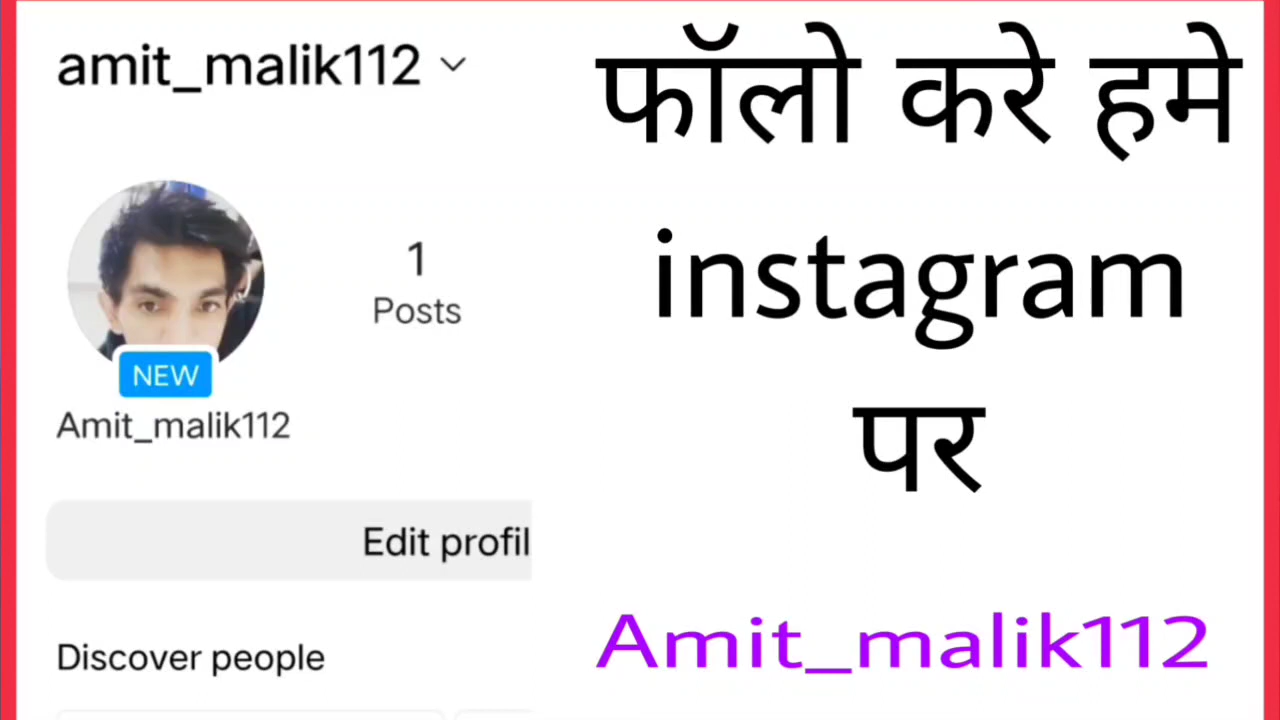 amit_malik112
1
Posts
NEW
Amit_malik112
Edit profil
Discover people
फॉलो करे हमे
instagram
पर
Amit_malik112